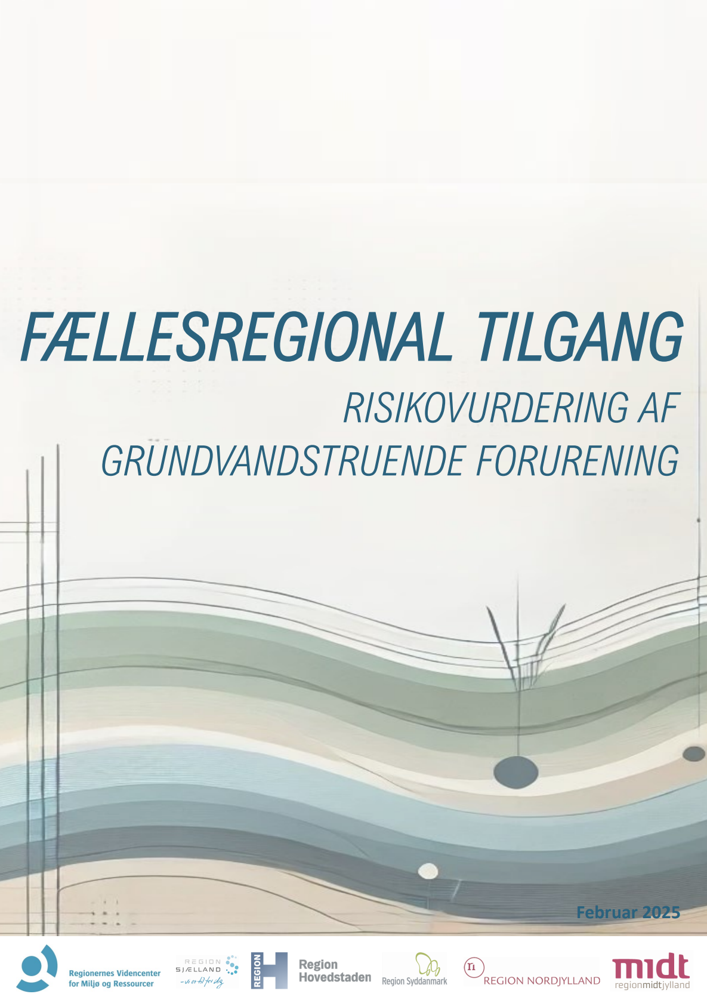 FÆLLESREGIONAL TILGANG
RISIKOVURDERING AF
GRUNDVANDSTRUENDE FORURENING
Februar 2025
Regionernes Videncenter
for Miljø og Ressourcer
REGION
SJÆLLAND
- vi er til for dig
REGION H
Region
Hovedstaden
Region Syddanmark
REGION NORDJYLLAND
midt
regionmidtjylland